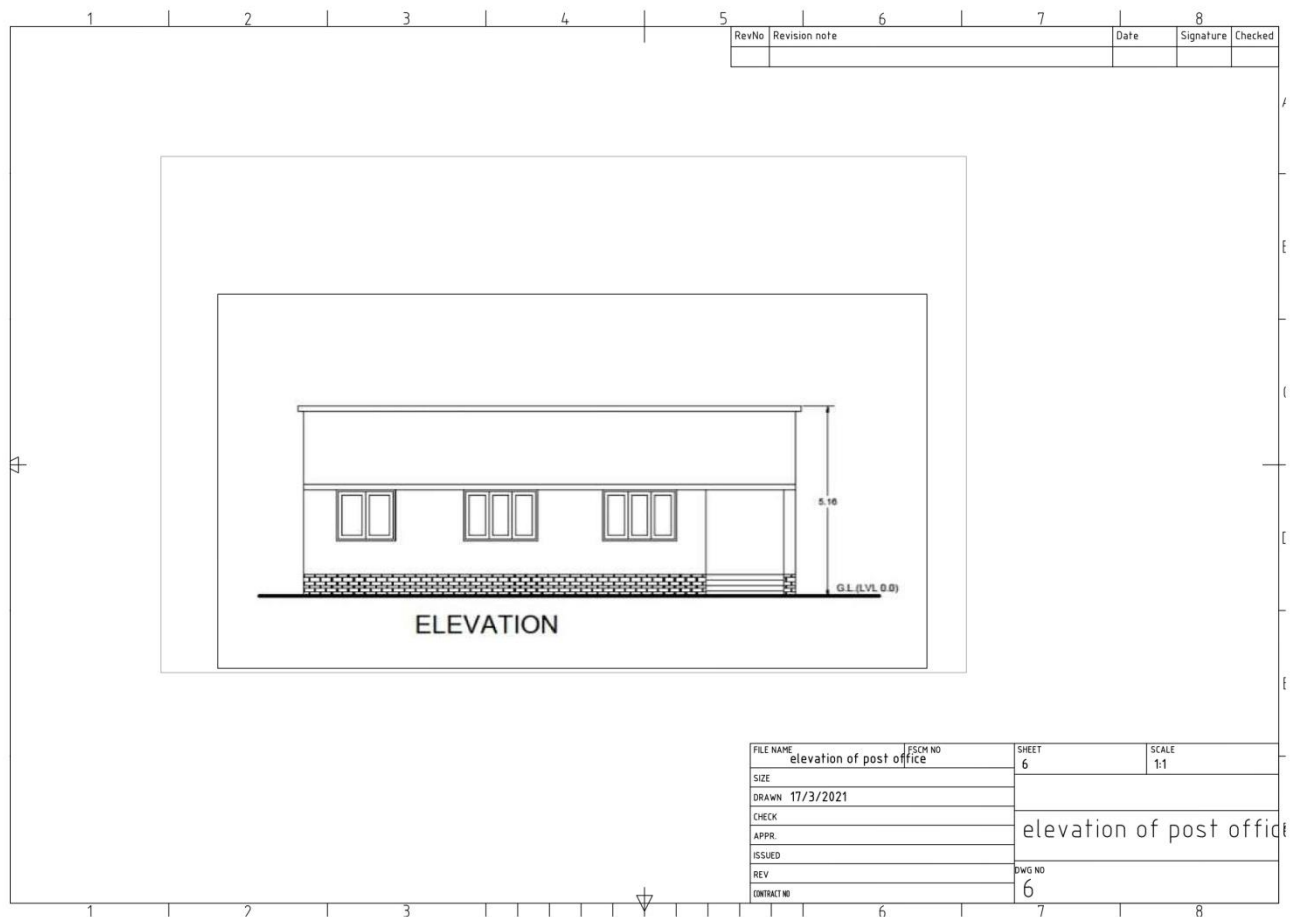 1 2 3 4 5 6 7 8
RevNo Revision note Date Signature Checked
5.16
G.L.(LVL 0.0)
ELEVATION
FILE NAME elevation of post office FSCM NO SHEET 6 SCALE 1:1
SIZE
DRAWN 17/3/2021
CHECK
APPR.
elevation of post office
ISSUED
REV
DWG NO
6
CONTRACT NO
1 2 3 6 7 8